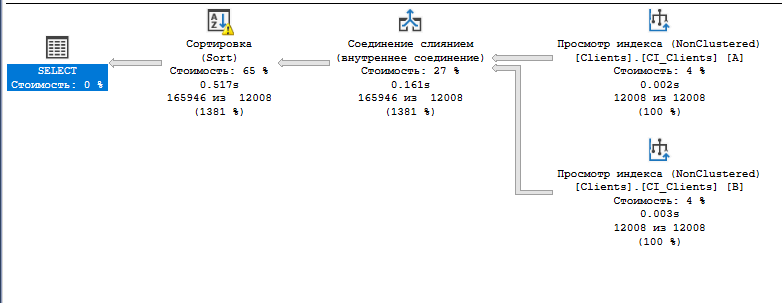 SELECT
Стоимость: 0 %
Сортировка
(Sort)
Стоимость: 65 %
0.517s
165946 из 12008
(1381 %)
Соединение слиянием
(внутреннее соединение)
Стоимость: 27 %
0.161s
165946 из 12008
(1381 %)
Просмотр индекса (NonClustered)
[Clients].[CI_Clients] [A]
Стоимость: 4 %
0.002s
12008 из 12008
(100 %)
Просмотр индекса (NonClustered)
[Clients].[CI_Clients] [B]
Стоимость: 4 %
0.003s
12008 из 12008
(100 %)